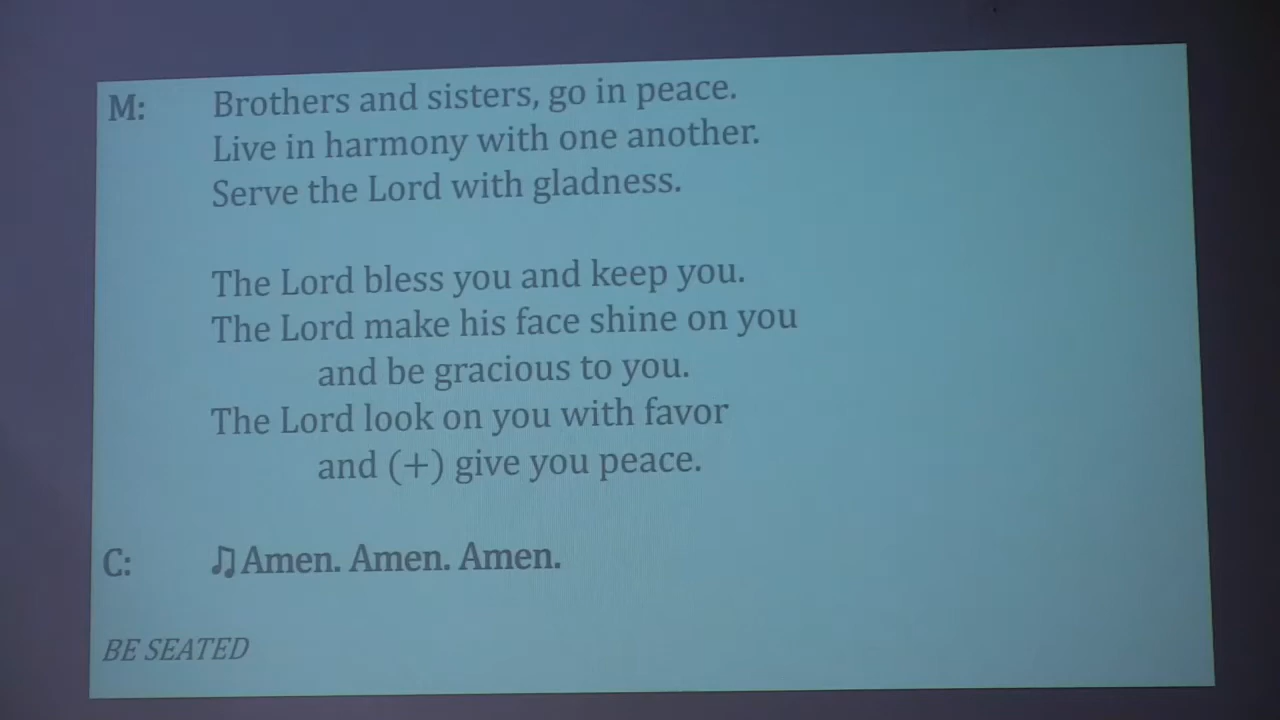 M: Brothers and sisters, go in peace.
Live in harmony with one another.
Serve the Lord with gladness.
The Lord bless you and keep you.
The Lord make his face shine on you
and be gracious to you.
The Lord look on you with favor
and (+) give you peace.
C: ♫ Amen. Amen. Amen.
BE SEATED